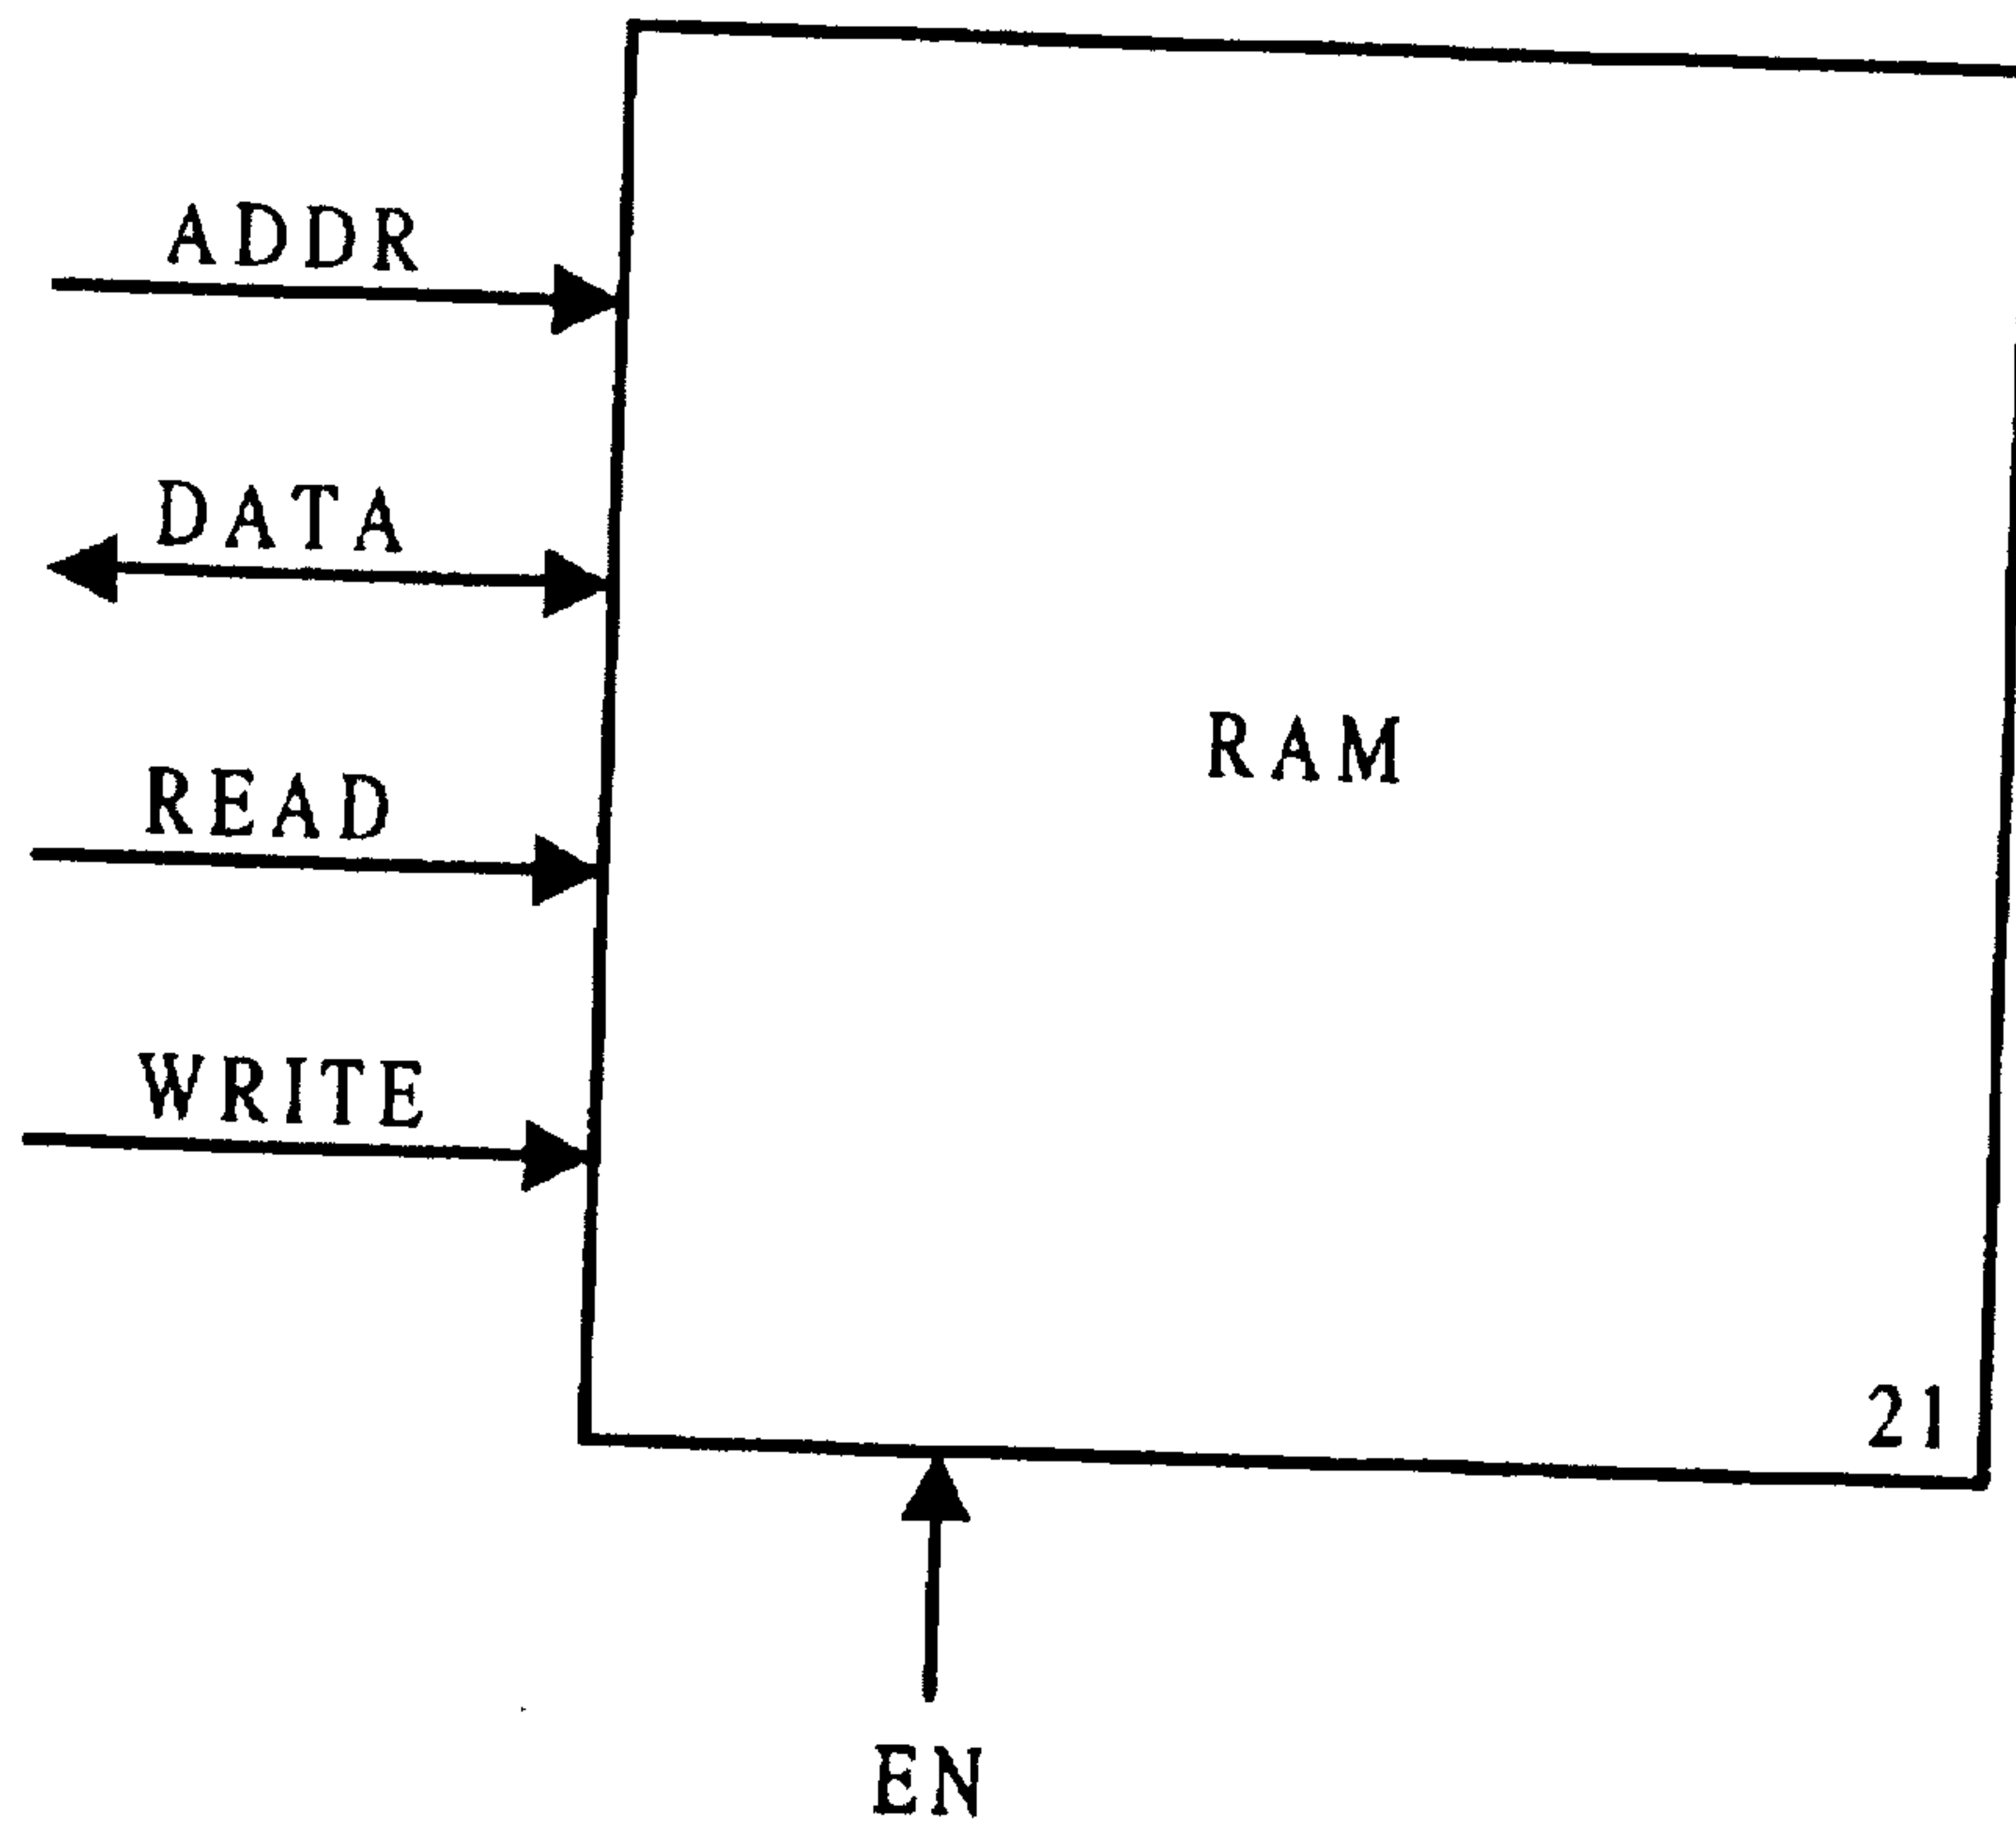 ADDR
DATA
RAM
READ
WRITE
21
EN